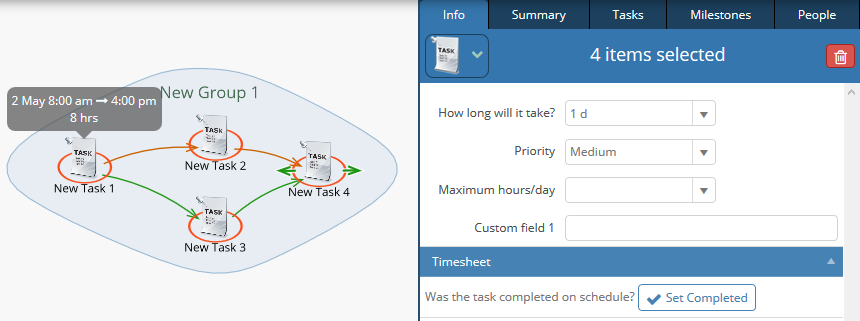 Info
Summary
Tasks
Milestones
People
TASK
4 items selected
New Group 1
2 May 8:00 am → 4:00 pm
8 hrs
How long will it take?
1 d
Priority
Medium
Maximum hours/day
Custom field 1
TASK
New Task 1
TASK
New Task 2
TASK
New Task 4
TASK
New Task 3
Timesheet
Was the task completed on schedule?
Set Completed